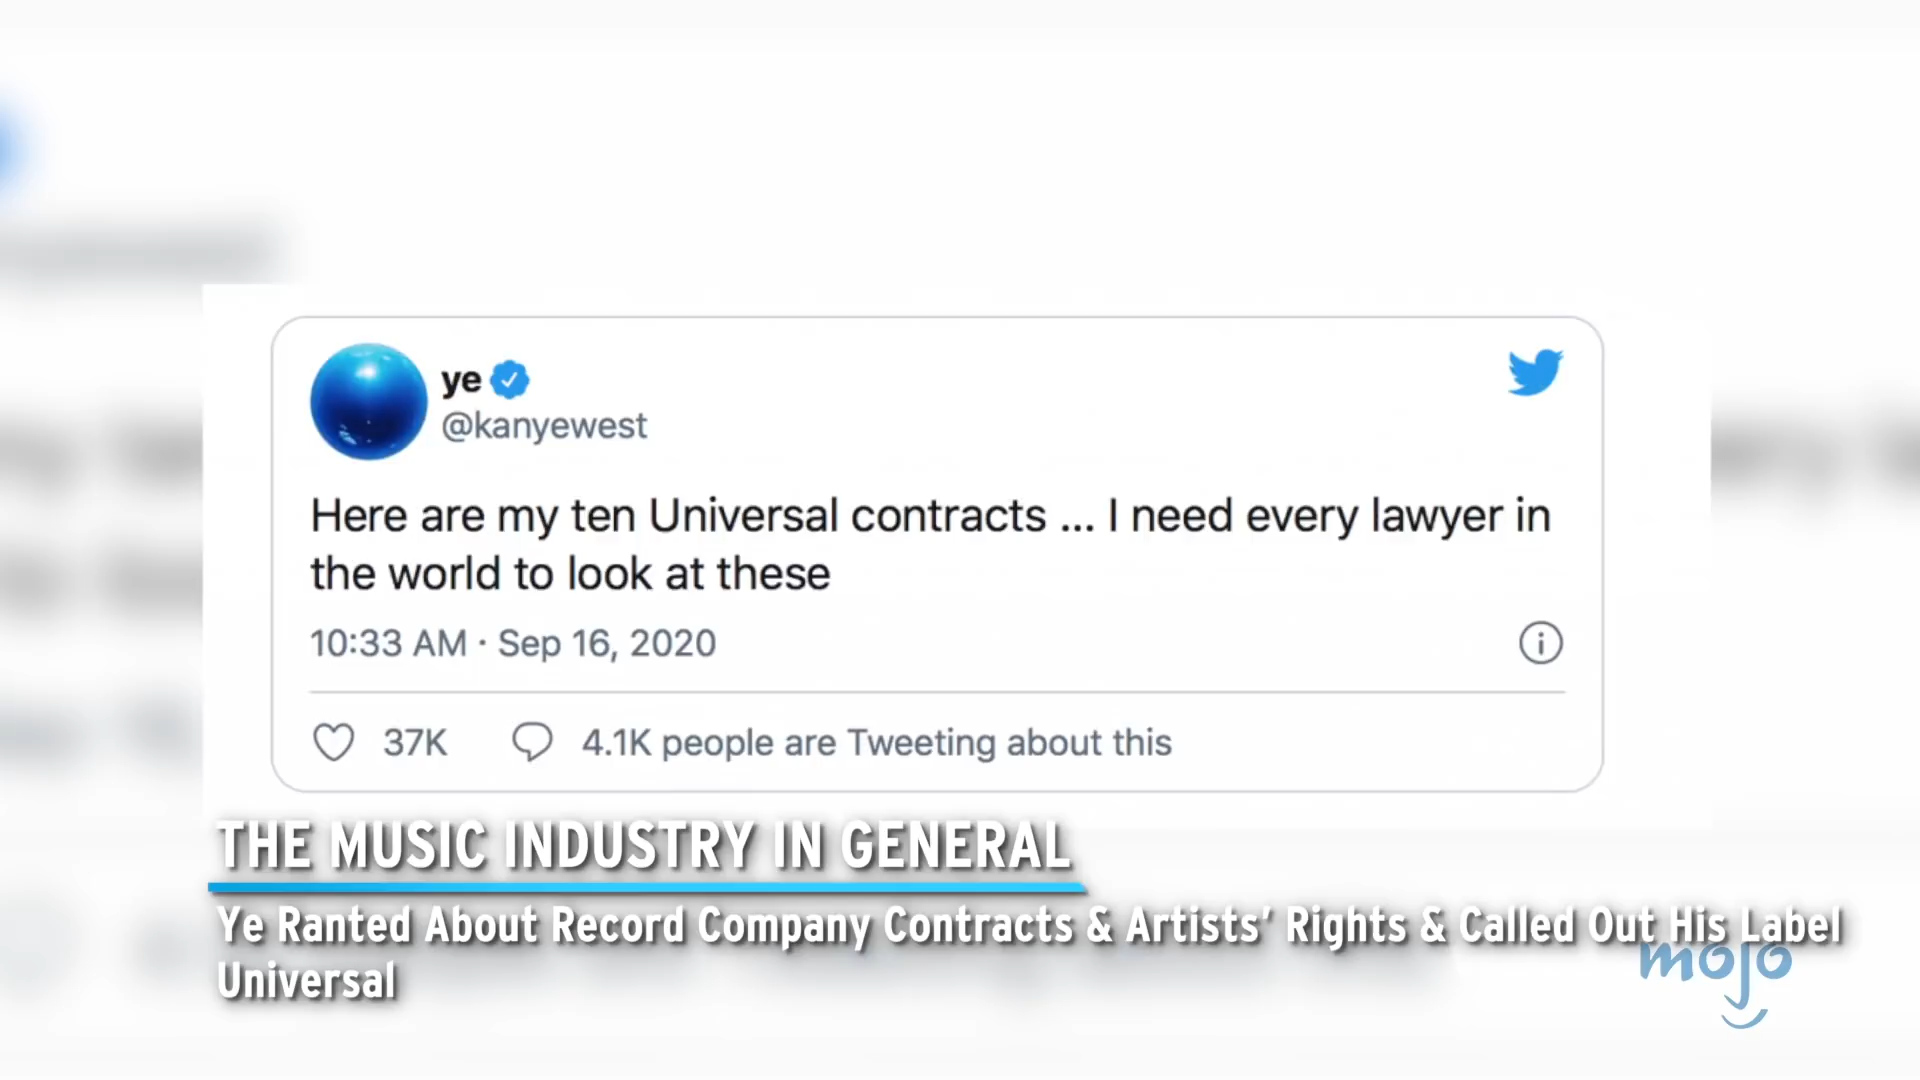 ye
@kanyewest
Here are my ten Universal contracts ... I need every lawyer in
the world to look at these
10:33 AM · Sep 16, 2020
37K 4.1K people are Tweeting about this
THE MUSIC INDUSTRY IN GENERAL
Ye Ranted About Record Company Contracts & Artists' Rights & Called Out His Label
Universal
mojo